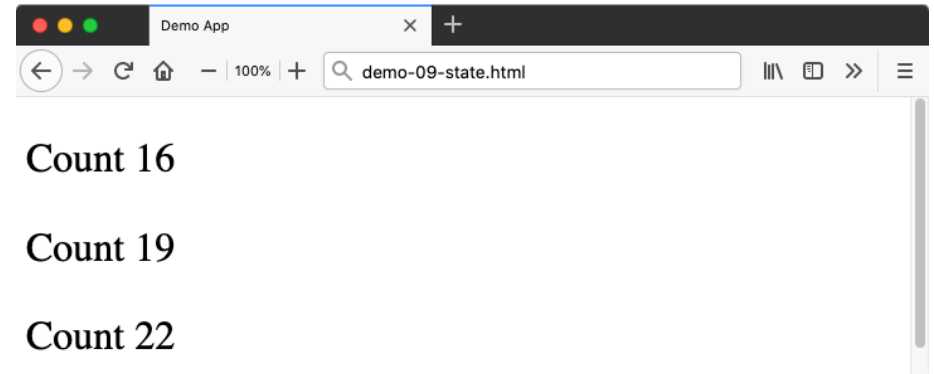 Demo App
100%
demo-09-state.html
Count 16
Count 19
Count 22